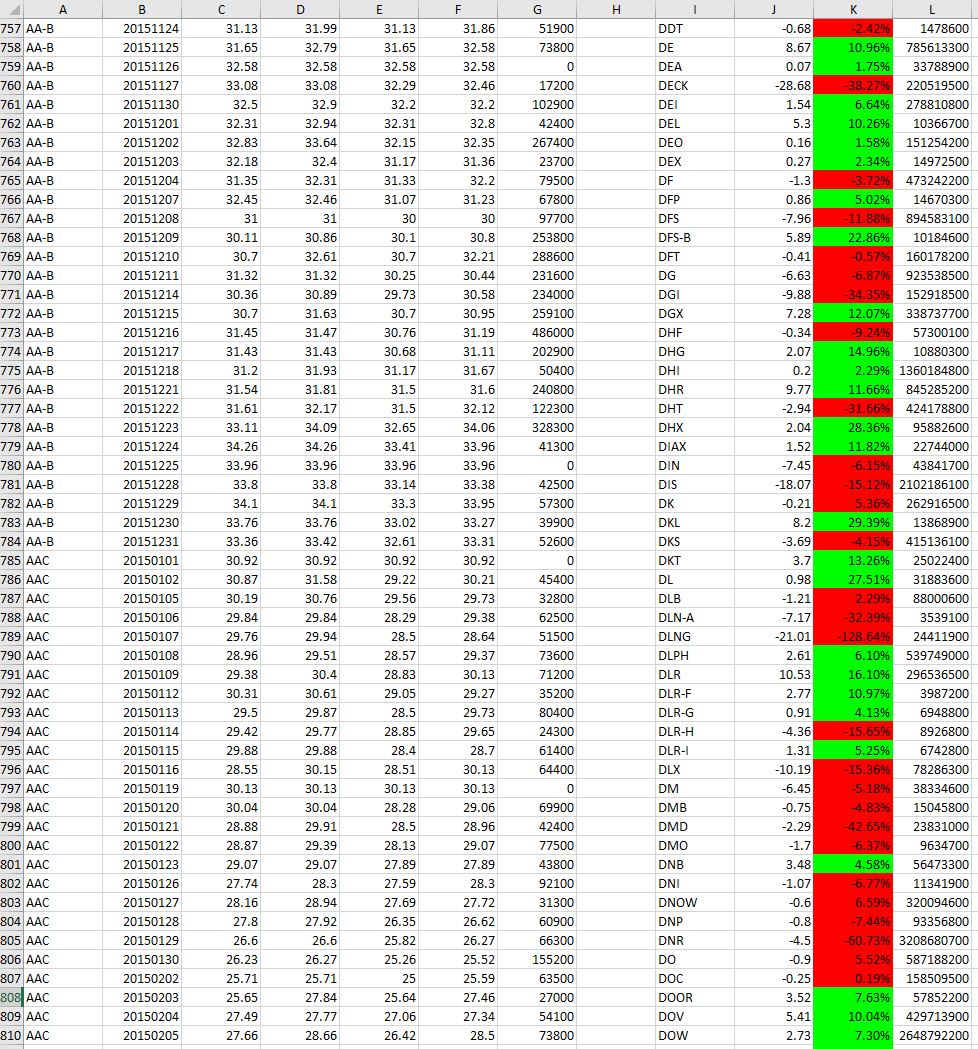 A B C D E F G H I J K L
757 AA-B 20151124 31.13 31.99 31.13 31.86 51900 DDT -0.68 -2.42% 1478600
758 AA-B 20151125 31.65 32.79 31.65 32.58 73800 DE 8.67 10.96% 785613300
759 AA-B 20151126 32.58 32.58 32.58 32.58 0 DEA 0.07 1.75% 33788900
760 AA-B 20151127 33.08 33.08 32.29 32.46 17200 DECK -28.68 -38.27% 220519500
761 AA-B 20151130 32.5 32.9 32.2 32.2 102900 DEI 1.54 6.64% 278810800
762 AA-B 20151201 32.31 32.94 32.31 32.8 42400 DEL 5.3 10.26% 10366700
763 AA-B 20151202 32.83 33.64 32.15 32.35 267400 DEO 0.16 1.58% 151254200
764 AA-B 20151203 32.18 32.4 31.17 31.36 23700 DEX 0.27 2.34% 14972500
765 AA-B 20151204 31.35 32.31 31.33 32.2 79500 DF -1.3 -3.72% 473242200
766 AA-B 20151207 32.45 32.46 31.07 31.23 67800 DFP 0.86 5.02% 14670300
767 AA-B 20151208 31 31 30 30 97700 DFS -7.96 -11.88% 894583100
768 AA-B 20151209 30.11 30.86 30.1 30.8 253800 DFS-B 5.89 22.86% 10184600
769 AA-B 20151210 30.7 32.61 30.7 32.21 288600 DFT -0.41 -0.57% 160178200
770 AA-B 20151211 31.32 31.32 30.25 30.44 231600 DG -6.63 -6.87% 923538500
771 AA-B 20151214 30.36 30.89 29.73 30.58 234000 DGI -9.88 -34.35% 152918500
772 AA-B 20151215 30.7 31.63 30.7 30.95 259100 DGX 7.28 12.07% 338737700
773 AA-B 20151216 31.45 31.47 30.76 31.19 486000 DHF -0.34 -9.24% 57300100
774 AA-B 20151217 31.43 31.43 30.68 31.11 202900 DHG 2.07 14.96% 10880300
775 AA-B 20151218 31.2 31.93 31.17 31.67 50400 DHI 0.2 2.29% 1360184800
776 AA-B 20151221 31.54 31.81 31.5 31.6 240800 DHR 9.77 11.66% 845285200
777 AA-B 20151222 31.61 32.17 31.5 32.12 122300 DHT -2.94 -31.66% 424178800
778 AA-B 20151223 33.11 34.09 32.65 34.06 328300 DHX 2.04 28.36% 95882600
779 AA-B 20151224 34.26 34.26 33.41 33.96 41300 DIAX 1.52 11.82% 22744000
780 AA-B 20151225 33.96 33.96 33.96 33.96 0 DIN -7.45 -6.15% 43841700
781 AA-B 20151228 33.8 33.8 33.14 33.38 42500 DIS -18.07 -15.12% 2102186100
782 AA-B 20151229 34.1 34.1 33.3 33.95 57300 DK -0.21 5.36% 262916500
783 AA-B 20151230 33.76 33.76 33.02 33.27 39900 DKL 8.2 29.39% 13868900
784 AA-B 20151231 33.36 33.42 32.61 33.31 52600 DKS -3.69 -4.15% 415136100
785 AAC 20150101 30.92 30.92 30.92 30.92 0 DKT 3.7 13.26% 25022400
786 AAC 20150102 30.87 31.58 29.22 30.21 45400 DL 0.98 27.51% 31883600
787 AAC 20150105 30.19 30.76 29.56 29.73 32800 DLB -1.21 2.29% 88000600
788 AAC 20150106 29.84 29.84 28.29 29.38 62500 DLN-A -7.17 -32.39% 3539100
789 AAC 20150107 29.76 29.94 28.5 28.64 51500 DLNG -21.01 -128.64% 24411900
790 AAC 20150108 28.96 29.51 28.57 29.37 73600 DLPH 2.61 6.10% 539749000
791 AAC 20150109 29.38 30.4 28.83 30.13 71200 DLR 10.53 16.10% 296536500
792 AAC 20150112 30.31 30.61 29.05 29.27 35200 DLR-F 2.77 10.97% 3987200
793 AAC 20150113 29.5 29.87 28.5 29.73 80400 DLR-G 0.91 4.13% 6948800
794 AAC 20150114 29.42 29.77 28.85 29.65 24300 DLR-H -4.36 -15.65% 8926800
795 AAC 20150115 29.88 29.88 28.4 28.7 61400 DLR-I 1.31 5.25% 6742800
796 AAC 20150116 28.55 30.15 28.51 30.13 64400 DLX -10.19 -15.36% 78286300
797 AAC 20150119 30.13 30.13 30.13 30.13 0 DM -6.45 -5.18% 38334600
798 AAC 20150120 30.04 30.04 28.28 29.06 69900 DMB -0.75 -4.83% 15045800
799 AAC 20150121 28.88 29.91 28.5 28.96 42400 DMD -2.29 -42.65% 23831000
800 AAC 20150122 28.87 29.39 28.13 29.07 77500 DMO -1.7 -6.37% 9634700
801 AAC 20150123 29.07 29.07 27.89 27.89 43800 DNB 3.48 4.58% 56473300
802 AAC 20150126 27.74 28.3 27.59 28.3 92100 DNI -1.07 -6.77% 11341900
803 AAC 20150127 28.16 28.94 27.69 27.72 31300 DNOW -0.6 6.59% 320094600
804 AAC 20150128 27.8 27.92 26.35 26.62 60900 DNP -0.8 -7.44% 93356800
805 AAC 20150129 26.6 26.6 25.82 26.27 66300 DNR -4.5 -60.73% 3208680700
806 AAC 20150130 26.23 26.27 25.26 25.52 155200 DO -0.9 5.52% 587188200
807 AAC 20150202 25.71 25.71 25 25.59 63500 DOC -0.25 0.19% 158509500
808 AAC 20150203 25.65 27.84 25.64 27.46 27000 DOOR 3.52 7.63% 57852200
809 AAC 20150204 27.49 27.77 27.06 27.34 54100 DOV 5.41 10.04% 429713900
810 AAC 20150205 27.66 28.66 26.42 28.5 73800 DOW 2.73 7.30% 2648792200